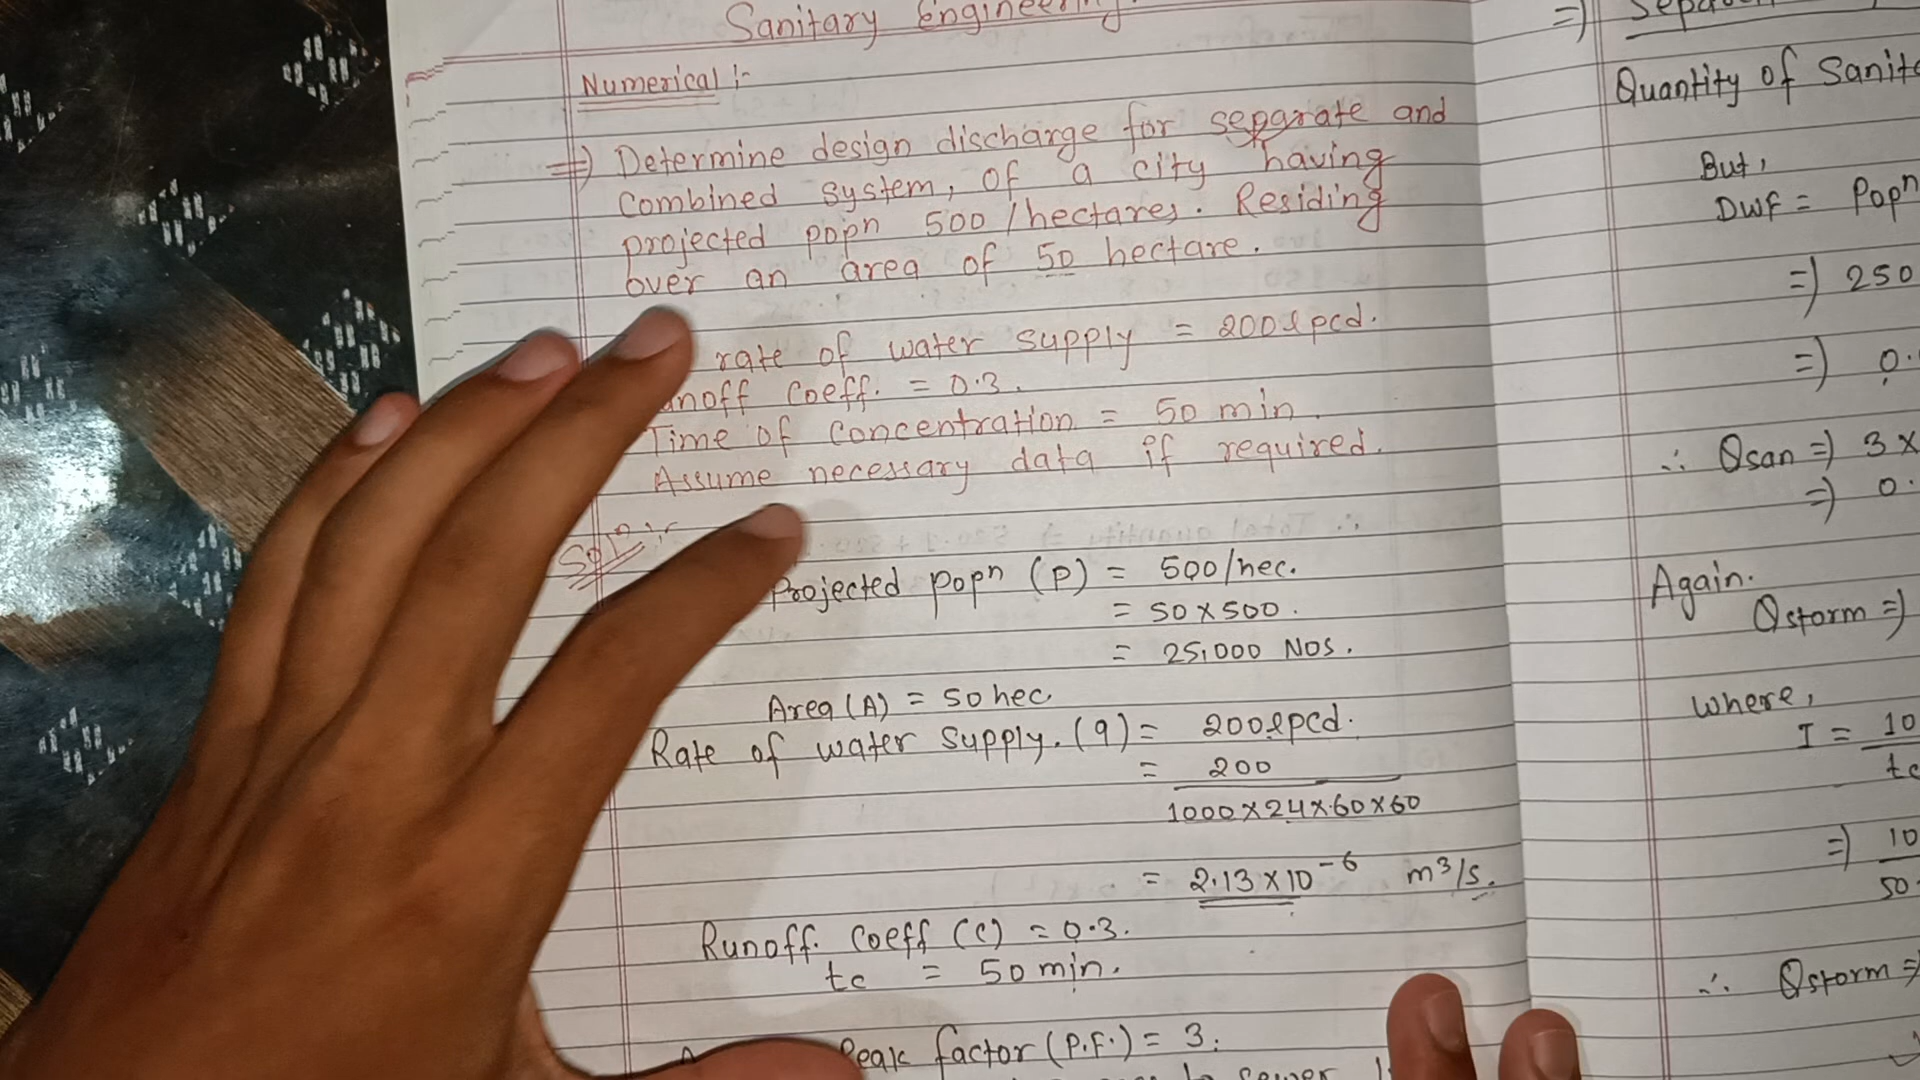 Sanitary Engineering
Numerical :-
=> Determine design discharge for separate and
combined system, of a city having
projected popn 500 / hectares. Residing
over an area of 50 hectare.
rate of water supply = 200 lpcd.
noff coeff. = 0.3.
Time of concentration = 50 min.
Assume necessary data if required.
Soln :-
Projected popn (P) = 500/hec.
= 50 x 500.
= 25,000 Nos.
Area (A) = 50 hec.
Rate of water supply. (q) = 200 lpcd.
= 200
1000 x 24 x 60 x 60
= 2.13 x 10⁻⁶ m³/s.
Runoff. coeff (c) = 0.3.
tc = 50 min.
Peak factor (P.F.) = 3.
sewer
=>
Quantity of Sanit
But,
DWF = Popn
=> 250
=> 0.
∴ Qsan => 3 x
=> 0.
Again.
Qstorm =>
where,
I = 10
tc
=> 10
50
∴ Qstorm =>